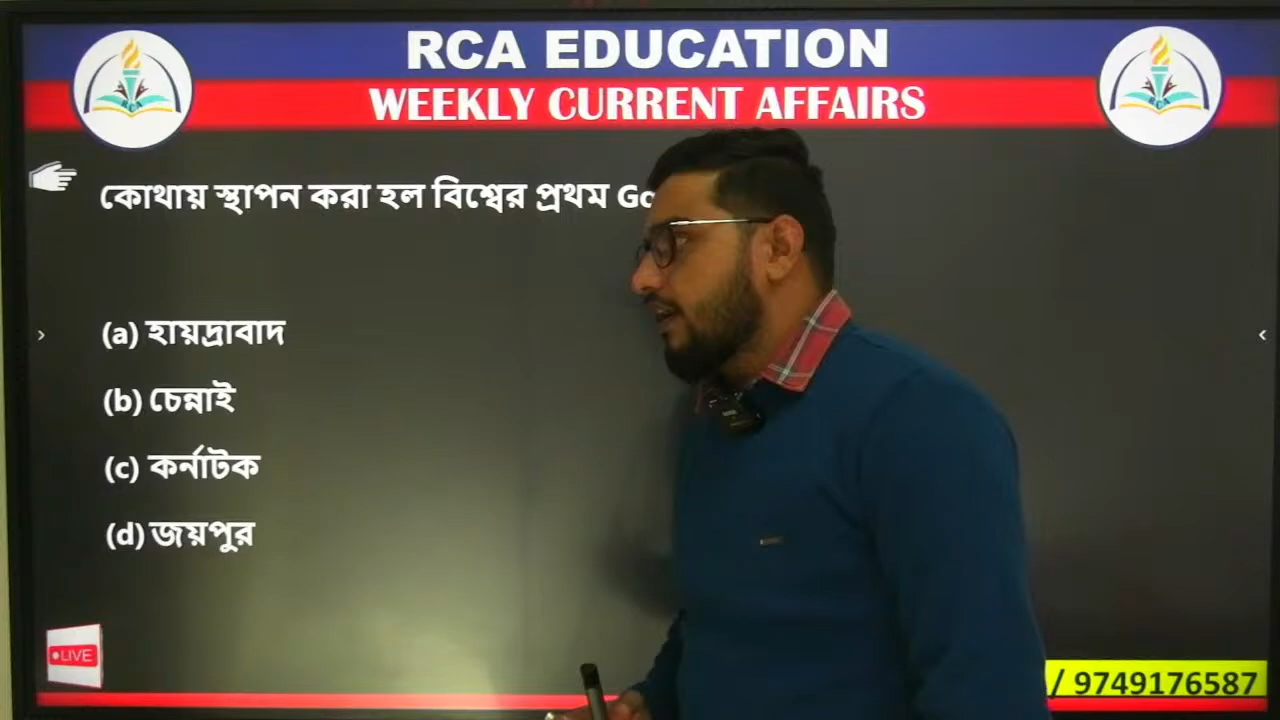 RCA EDUCATION
WEEKLY CURRENT AFFAIRS
কোথায় স্থাপন করা হল বিশ্বের প্রথম
(a) হায়দ্রাবাদ
(b) চেন্নাই
(c) কর্নাটক
(d) জয়পুর
LIVE
/ 9749176587